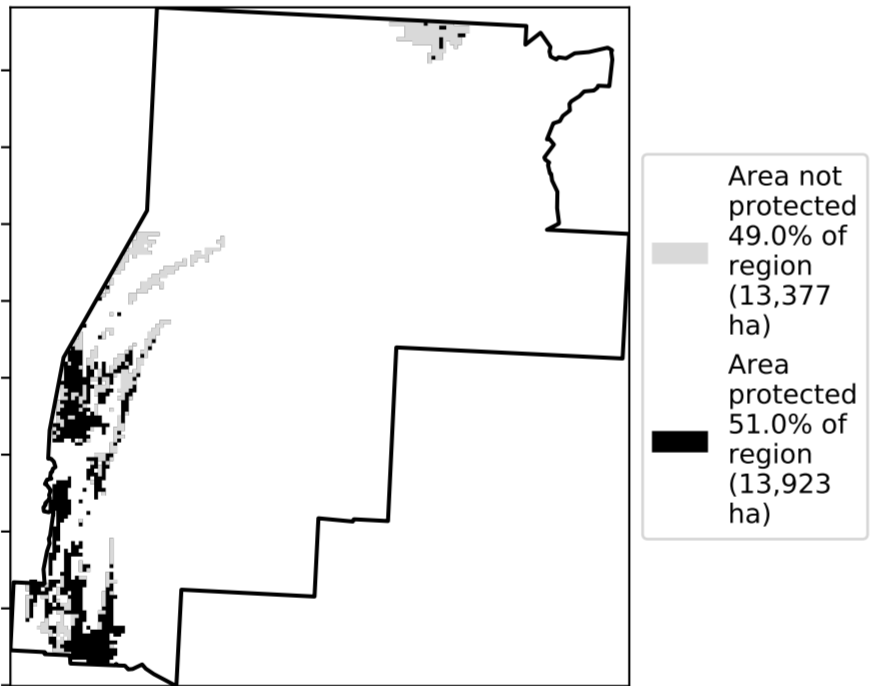 Area not
protected
49.0% of
region
(13,377
ha)
Area
protected
51.0% of
region
(13,923
ha)